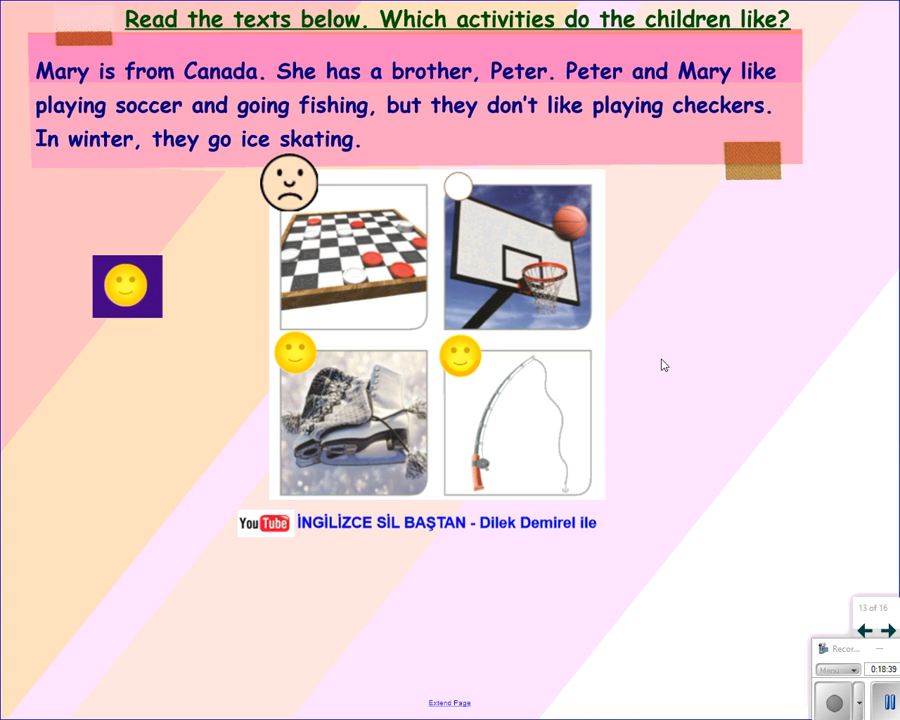 Read the texts below. Which activities do the children like?
Mary is from Canada. She has a brother, Peter. Peter and Mary like
playing soccer and going fishing, but they don't like playing checkers.
In winter, they go ice skating.
YouTube İNGİLİZCE SİL BAŞTAN - Dilek Demirel ile
13 of 16
Recor...
Menu
0:18:39
Extend Page